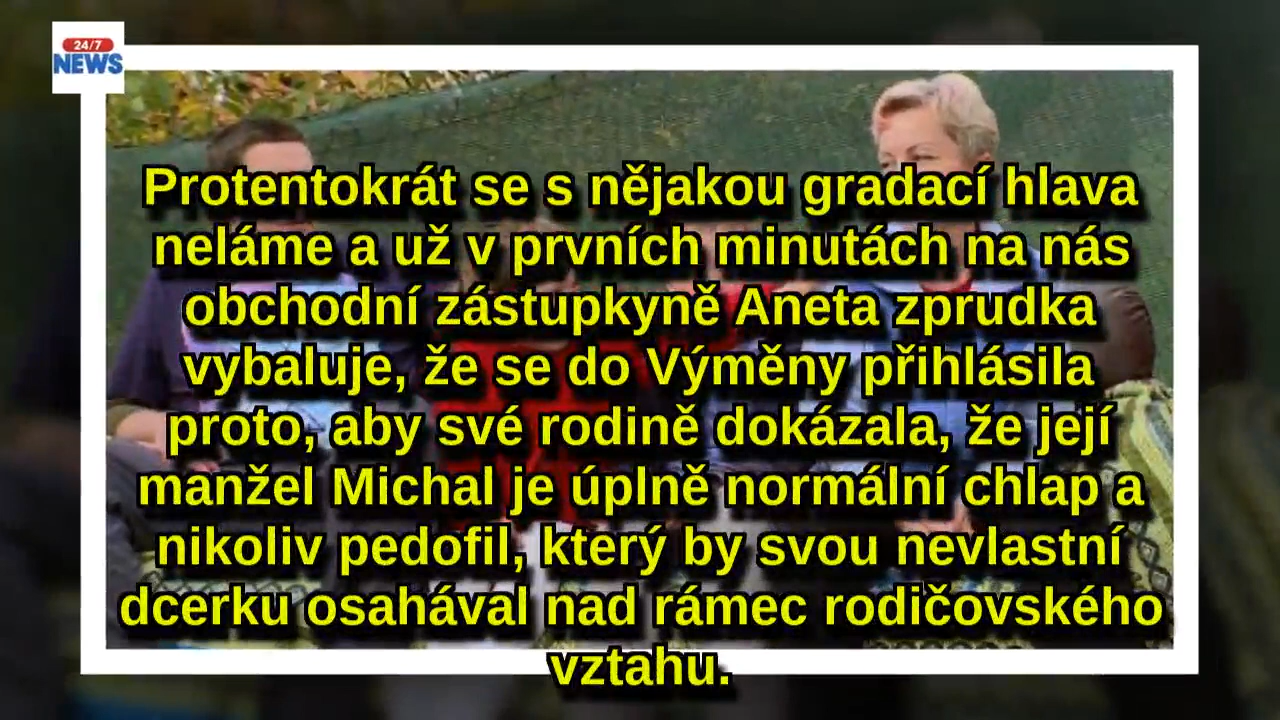 24/7
NEWS
Protentokrát se s nějakou gradací hlava
neláme a už v prvních minutách na nás
obchodní zástupkyně Aneta zprudka
vybaluje, že se do Výměny přihlásila
proto, aby své rodině dokázala, že její
manžel Michal je úplně normální chlap a
nikoliv pedofil, který by svou nevlastní
dcerku osahával nad rámec rodičovského
vztahu.